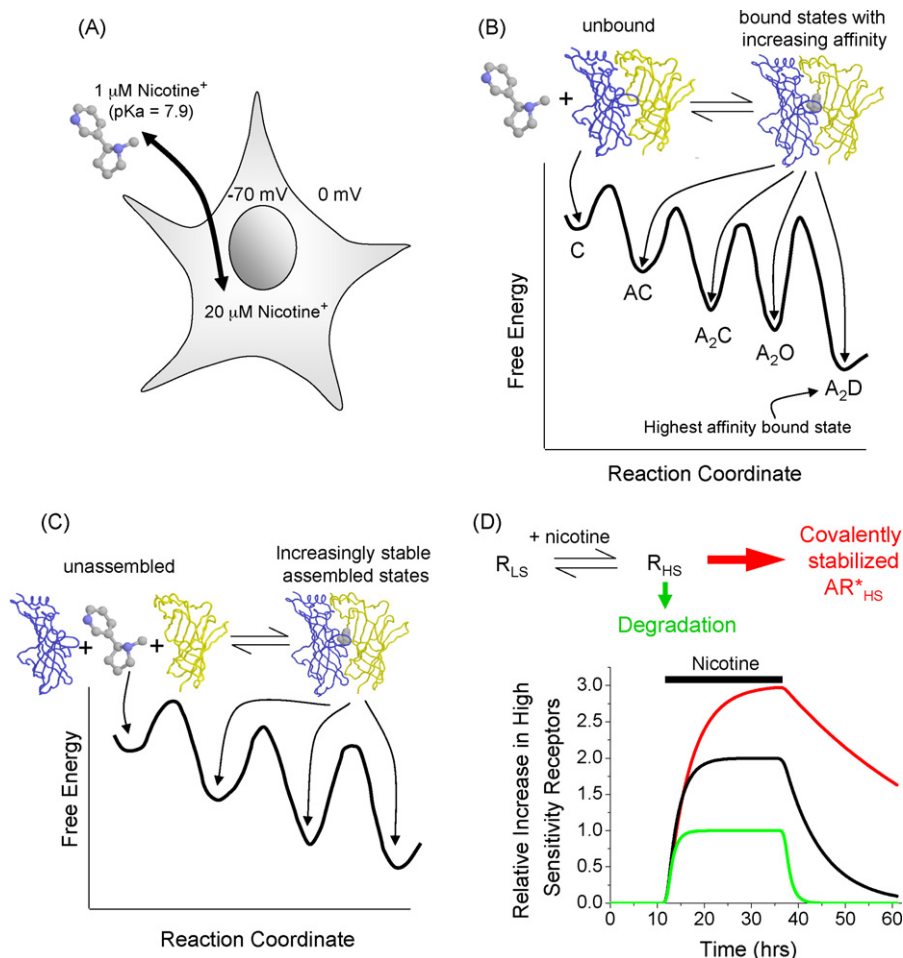 (A)
1 μM Nicotine⁺
(pKa = 7.9)
-70 mV
0 mV
20 μM Nicotine⁺
(B)
unbound
bound states with
increasing affinity
+
Free Energy
C
AC
A₂C
A₂O
A₂D
Highest affinity bound state
Reaction Coordinate
(C)
unassembled
Increasingly stable
assembled states
+ +
Free Energy
Reaction Coordinate
(D)
+ nicotine
R_LS
R_HS
Covalently
stabilized
AR*_HS
Degradation
Nicotine
Relative Increase in High
Sensitivity Receptors
3.0
2.5
2.0
1.5
1.0
0.5
0.0
0 10 20 30 40 50 60
Time (hrs)